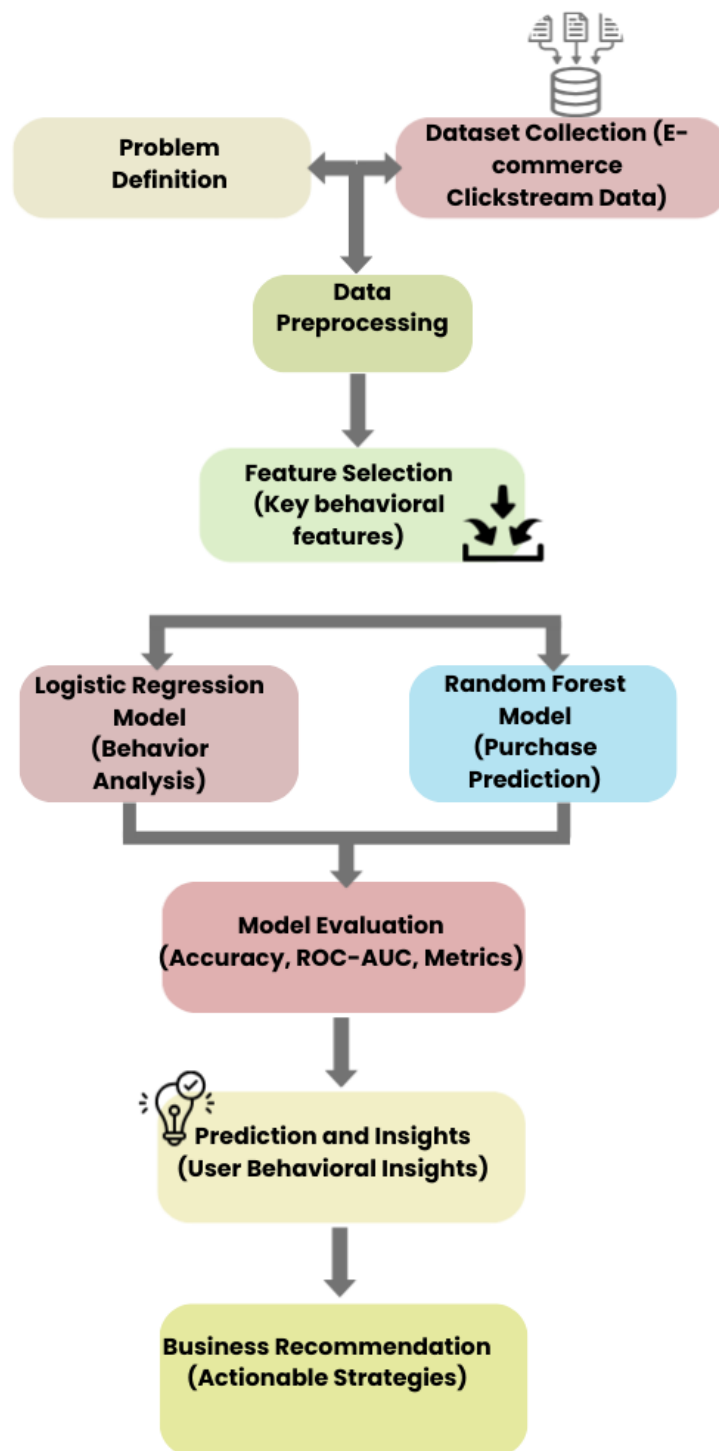 Problem
Definition
Dataset Collection (E-
commerce
Clickstream Data)
Data
Preprocessing
Feature Selection
(Key behavioral
features)
Logistic Regression
Model
(Behavior
Analysis)
Random Forest
Model
(Purchase
Prediction)
Model Evaluation
(Accuracy, ROC-AUC, Metrics)
Prediction and Insights
(User Behavioral Insights)
Business Recommendation
(Actionable Strategies)